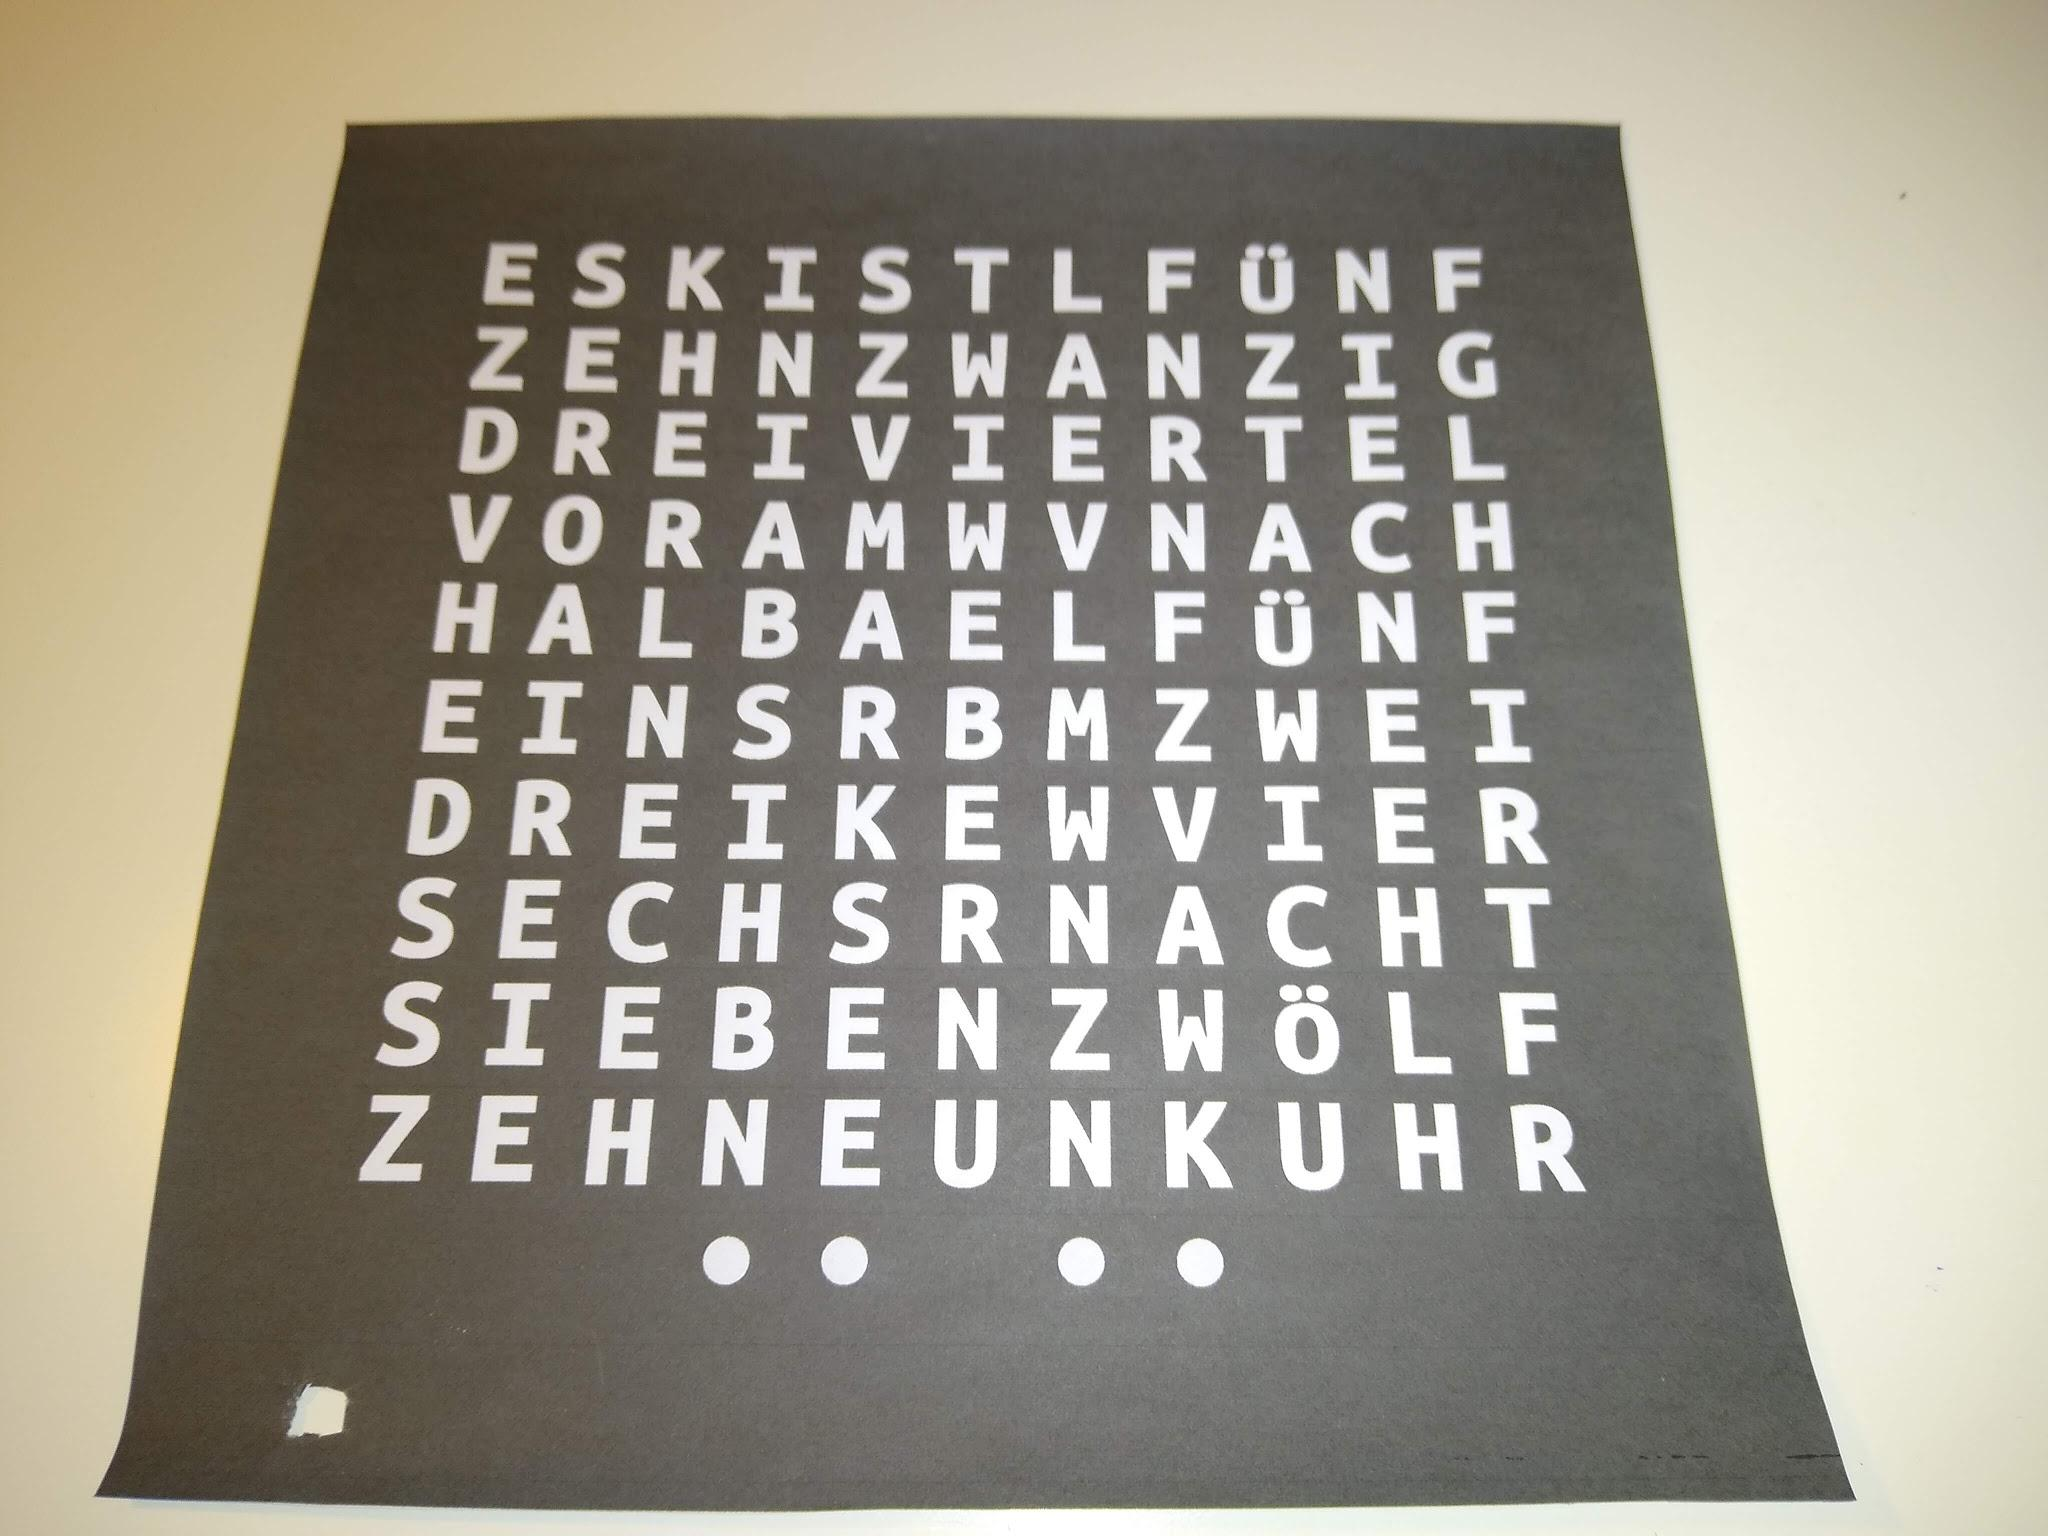 ESKISTLFÜNF
ZEHNZWANZIG
DREIVIERTEL
VORAMWVNACH
HALBAELFÜNF
EINSRBMZWEI
DREIKEWVIER
SECHSRNACHT
SIEBENZWÖLF
ZEHNEUNKUHR